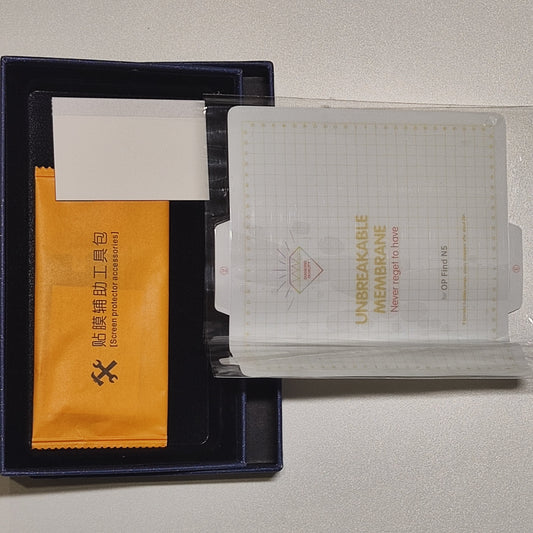 贴膜辅助工具包
[Screen protector accessories]
UNBREAKABLE
MEMBRANE
Never reget to have
for OP Find N5